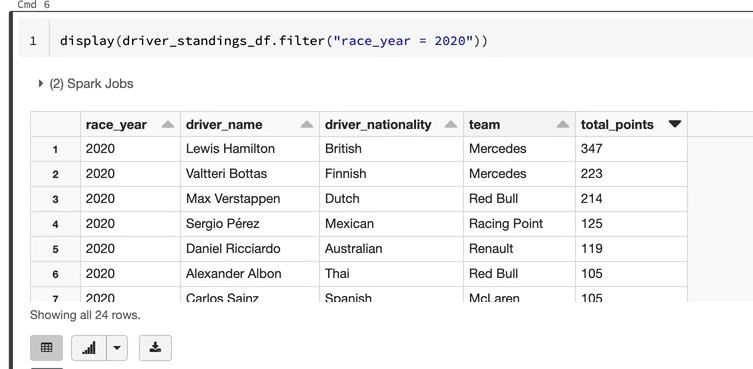 Cmd 6
1 display(driver_standings_df.filter("race_year = 2020"))
(2) Spark Jobs
race_year driver_name driver_nationality team total_points
1 2020 Lewis Hamilton British Mercedes 347
2 2020 Valtteri Bottas Finnish Mercedes 223
3 2020 Max Verstappen Dutch Red Bull 214
4 2020 Sergio Pérez Mexican Racing Point 125
5 2020 Daniel Ricciardo Australian Renault 119
6 2020 Alexander Albon Thai Red Bull 105
7 2020 Carlos Sainz Spanish McLaren 105
Showing all 24 rows.